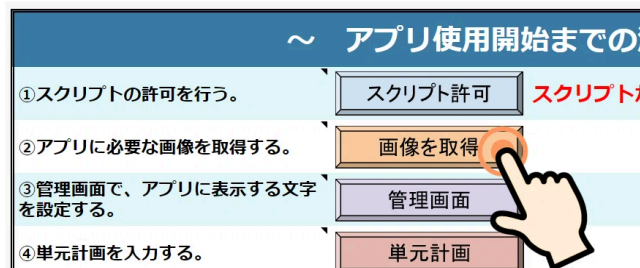 ～　アプリ使用開始までの
①スクリプトの許可を行う。
スクリプト許可
スクリプト
②アプリに必要な画像を取得する。
画像を取得
③管理画面で、アプリに表示する文字
を設定する。
管理画面
④単元計画を入力する。
単元計画